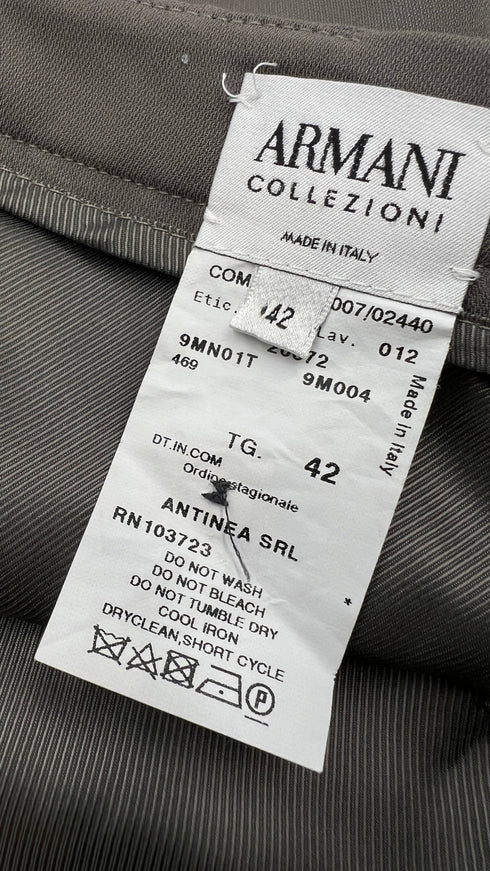 ARMANI
COLLEZIONI
MADE IN ITALY
42
COM 007/02440
Etic. Lav. 012
9MN01T 9M004
469
Made in Italy
TG. 42
DT.IN.COM
Ordine stagionale
ANTINEA SRL
RN103723
DO NOT WASH
DO NOT BLEACH
DO NOT TUMBLE DRY
COOL IRON
DRYCLEAN,SHORT CYCLE
P